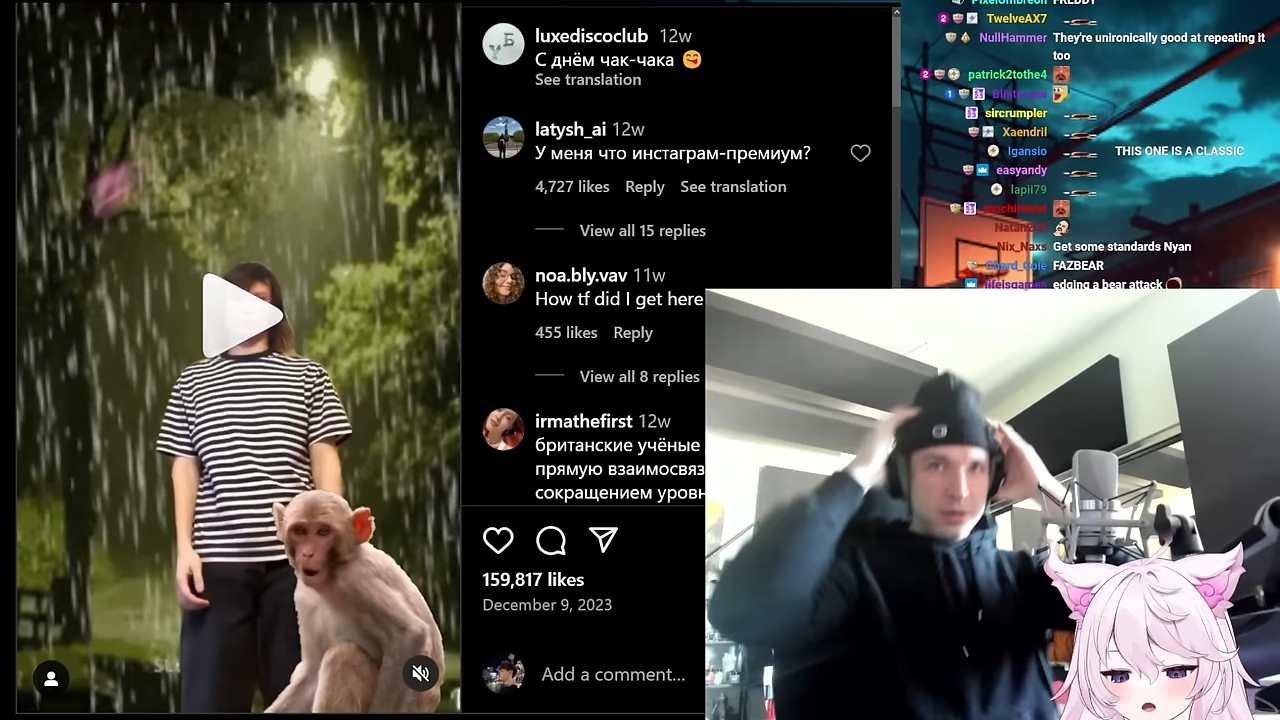 luxediscoclub 12w
С днём чак-чака 😋
See translation
latysh_ai 12w
У меня что инстаграм-премиум?
4,727 likes Reply See translation
View all 15 replies
noa.bly.vav 11w
How tf did I get here
455 likes Reply
View all 8 replies
irmathefirst 12w
британские учёные
прямую взаимосвяз
сокращением уровн
159,817 likes
December 9, 2023
Add a comment...
FREDDY
TwelveAX7
NullHammer They're unironically good at repeating it
too
patrick2tothe4
sircrumpler
Xaendril
Igansio THIS ONE IS A CLASSIC
easyandy
lapii79
Nix_Naxs Get some standards Nyan
FAZBEAR
lifeisgames edging a bear attack